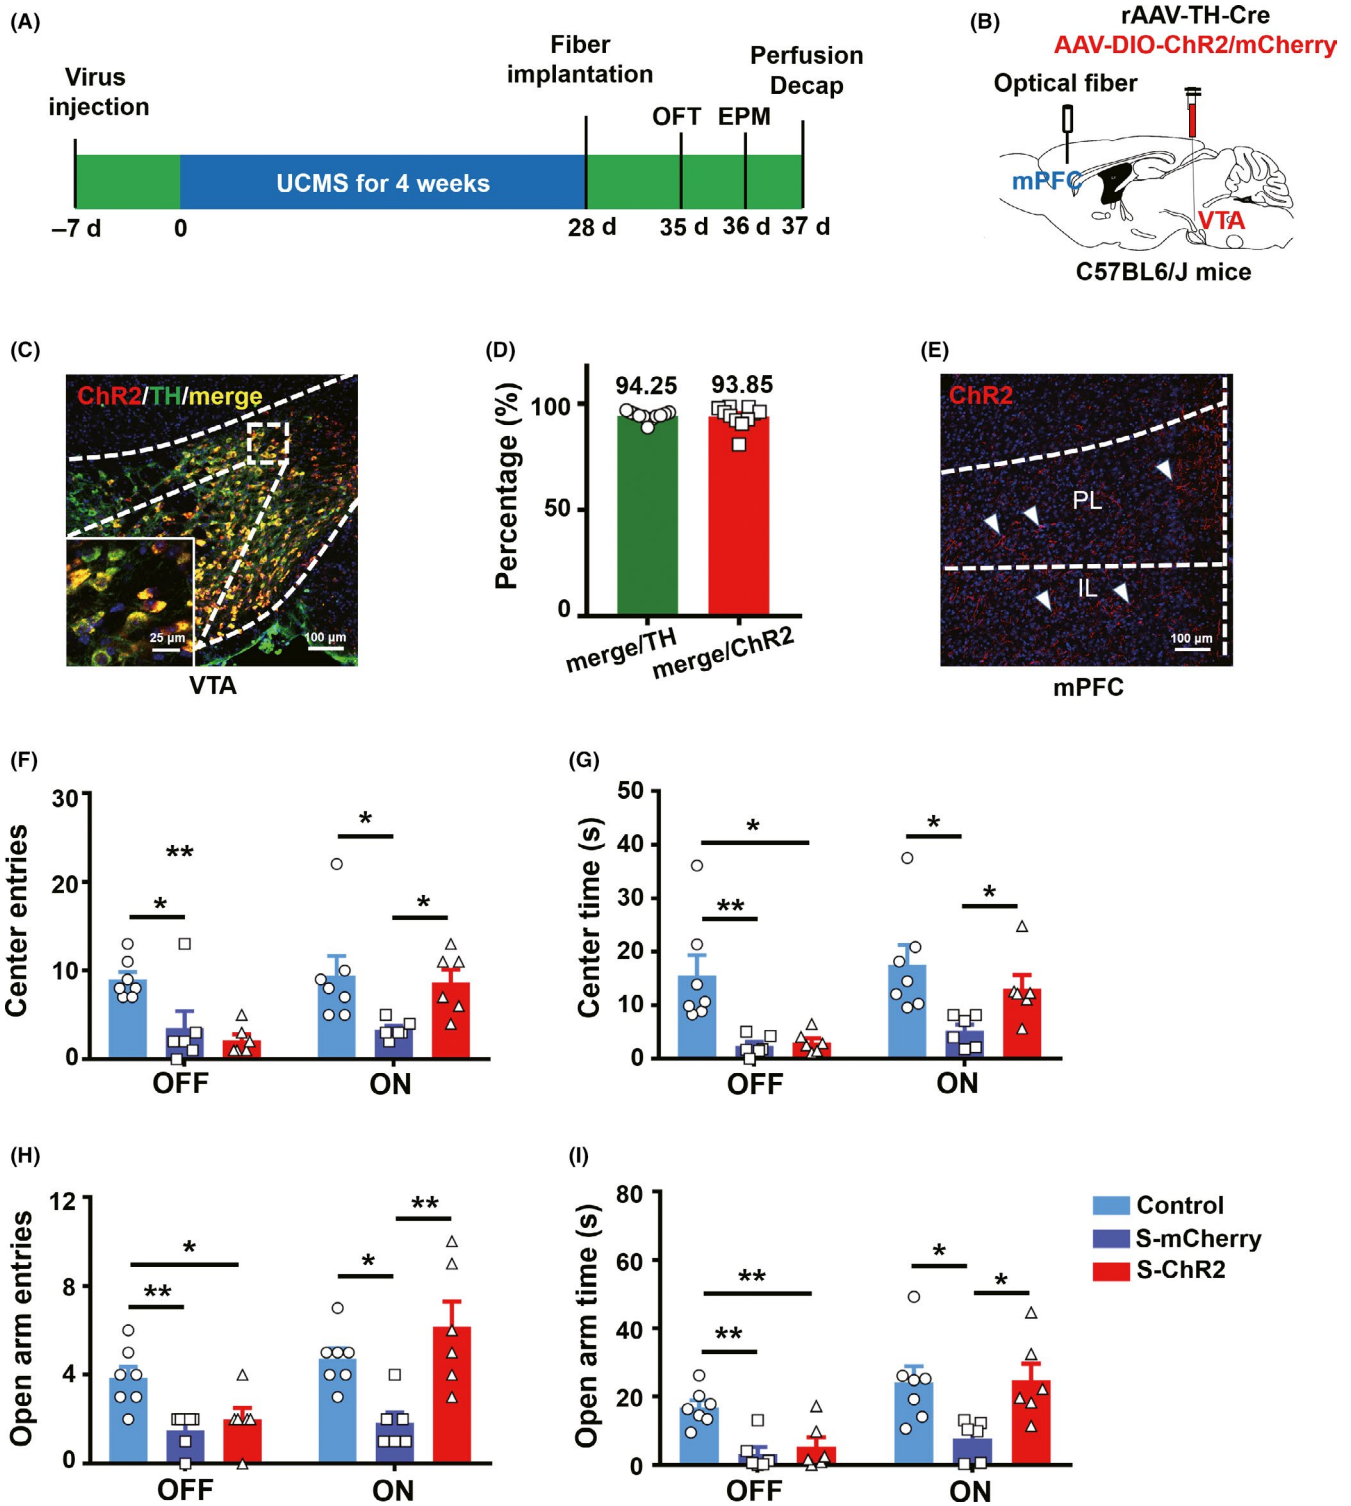 (A)
Virus
injection
Fiber
implantation
OFT
EPM
Perfusion
Decap
UCMS for 4 weeks
–7 d
0
28 d
35 d
36 d
37 d
(B)
rAAV-TH-Cre
AAV-DIO-ChR2/mCherry
Optical fiber
mPFC
VTA
C57BL6/J mice
(C)
ChR2/TH/merge
25 µm
100 µm
VTA
(D)
Percentage (%)
100
50
0
94.25
93.85
merge/TH
merge/ChR2
(E)
ChR2
PL
IL
100 µm
mPFC
(F)
Center entries
30
20
10
0
*
**
*
*
OFF
ON
(G)
Center time (s)
50
40
30
20
10
0
*
**
*
*
OFF
ON
(H)
Open arm entries
12
8
4
0
*
**
**
*
OFF
ON
(I)
Open arm time (s)
80
60
40
20
0
**
**
*
*
OFF
ON
Control
S-mCherry
S-ChR2